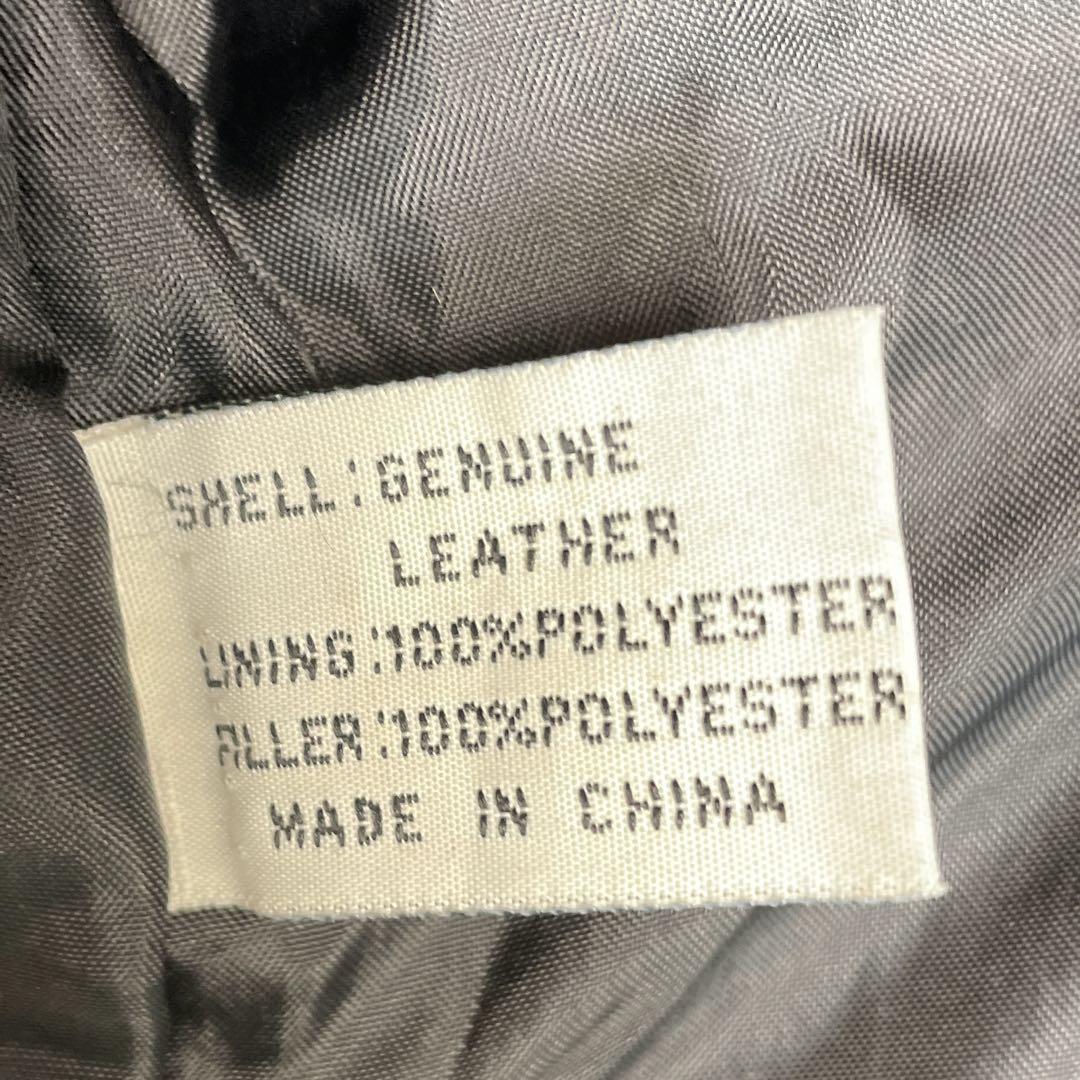 SHELL:GENUINE
LEATHER
LINING:100%POLYESTER
FILLER:100%POLYESTER
MADE IN CHINA